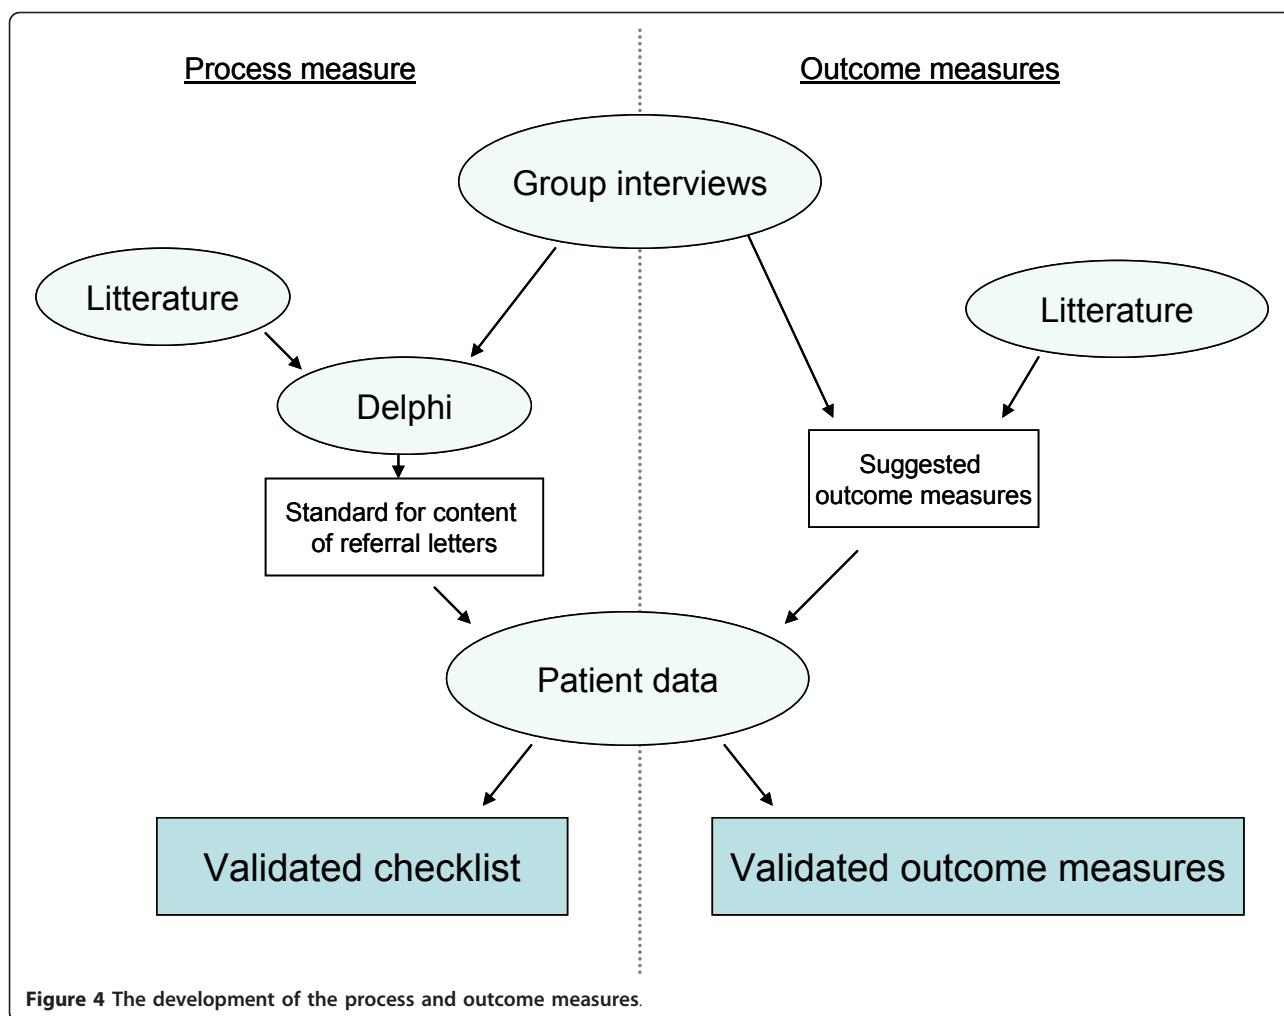 Process measure
Outcome measures
Group interviews
Litterature
Litterature
Delphi
Suggested
outcome measures
Standard for content
of referral letters
Patient data
Validated checklist
Validated outcome measures
Figure 4 The development of the process and outcome measures.